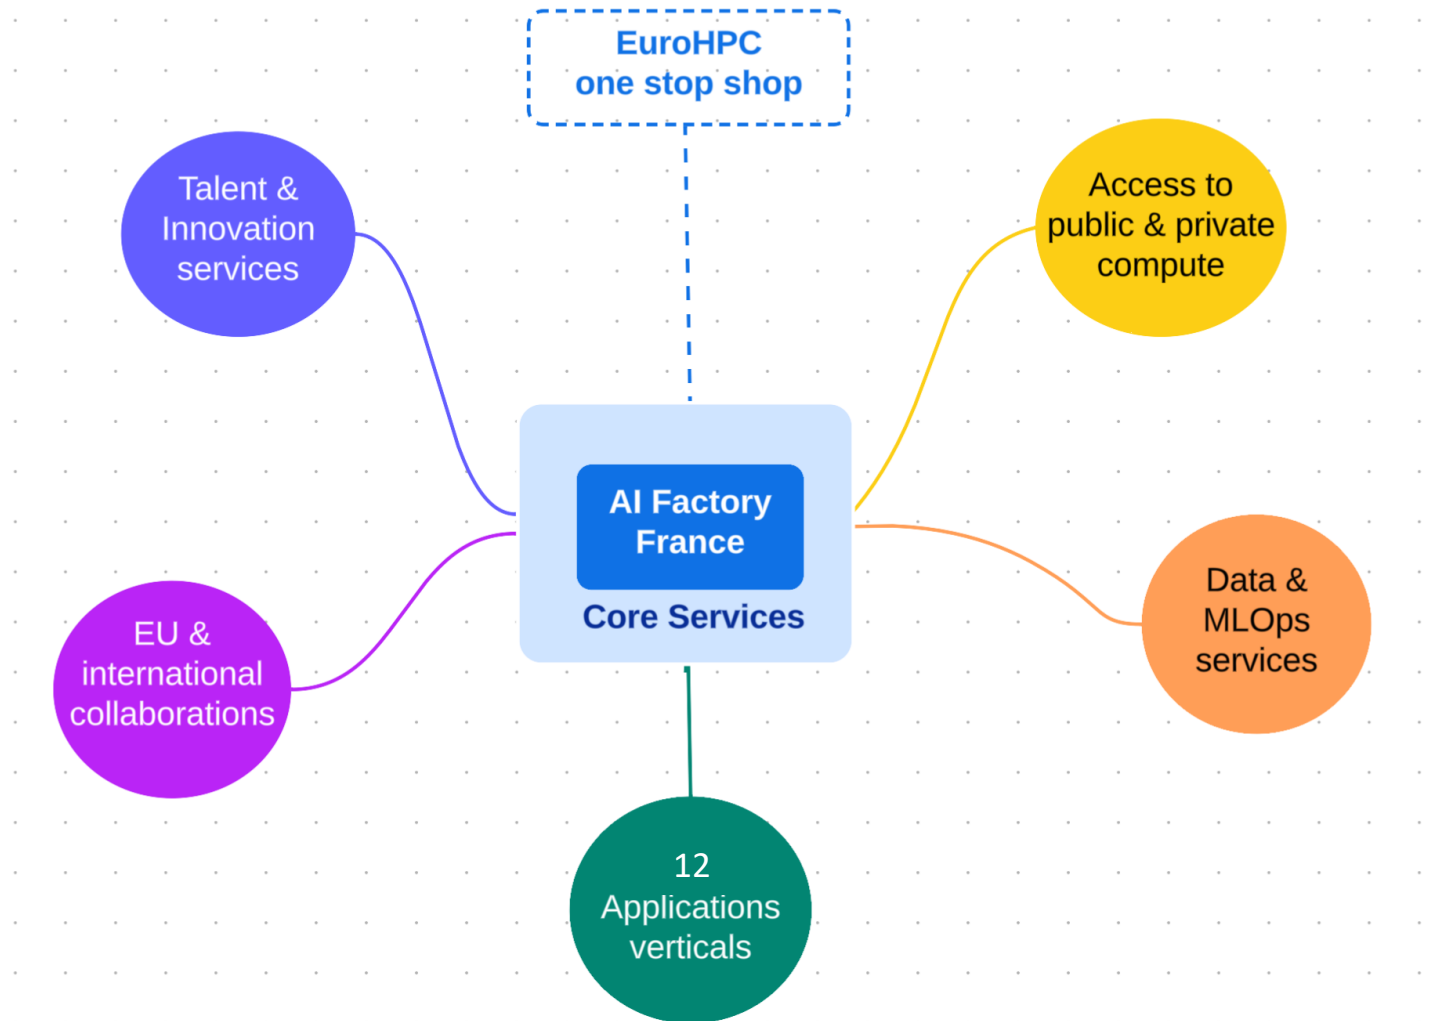 EuroHPC
one stop shop
Talent &
Innovation
services
Access to
public & private
compute
AI Factory
France
Core Services
EU &
international
collaborations
Data &
MLOps
services
12
Applications
verticals